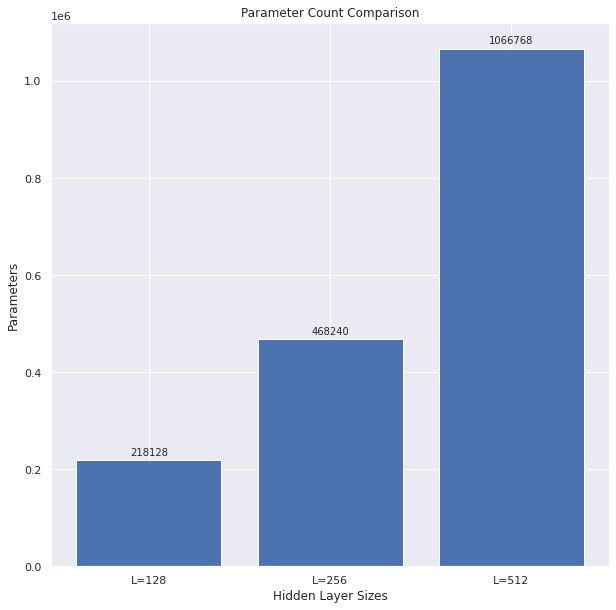 Parameter Count Comparison
1e6
1066768
1.0
0.8
0.6
468240
0.4
218128
0.2
0.0
Parameters
L=128
L=256
L=512
Hidden Layer Sizes